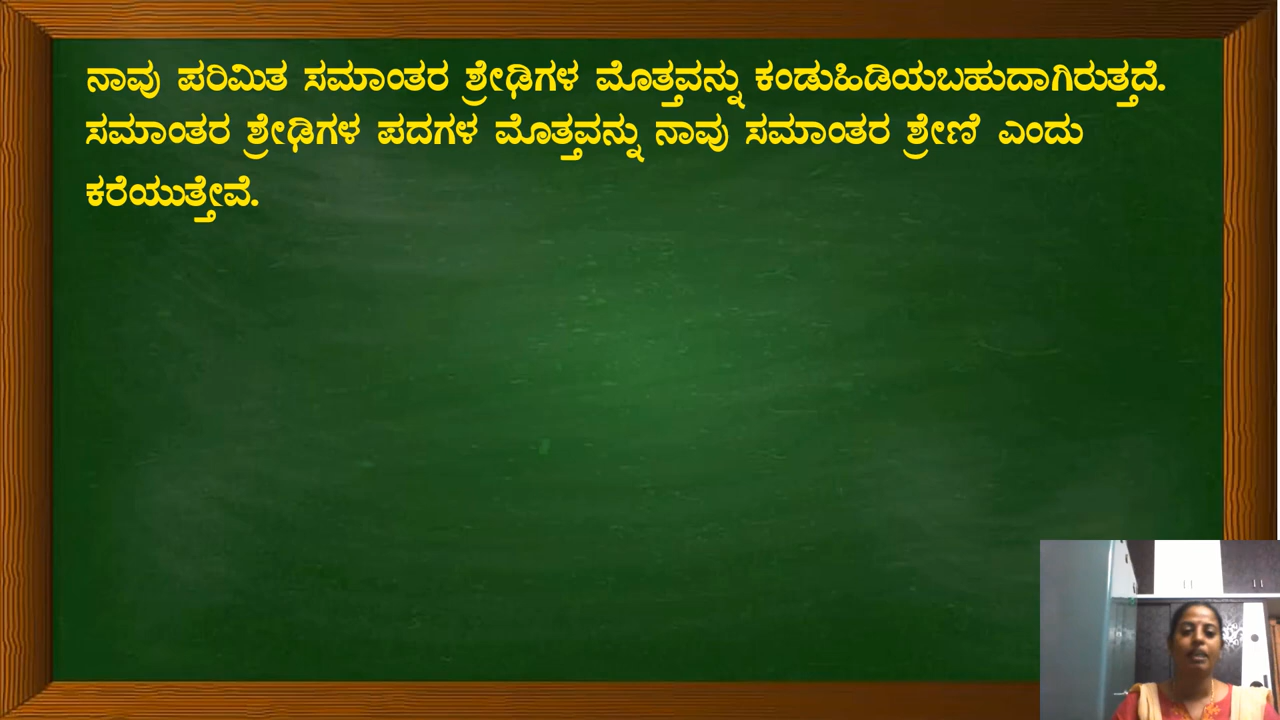 ನಾವು ಪರಿಮಿತ ಸಮಾಂತರ ಶ್ರೇಢಿಗಳ ಮೊತ್ತವನ್ನು ಕಂಡುಹಿಡಿಯಬಹುದಾಗಿರುತ್ತದೆ.
ಸಮಾಂತರ ಶ್ರೇಢಿಗಳ ಪದಗಳ ಮೊತ್ತವನ್ನು ನಾವು ಸಮಾಂತರ ಶ್ರೇಣಿ ಎಂದು
ಕರೆಯುತ್ತೇವೆ.